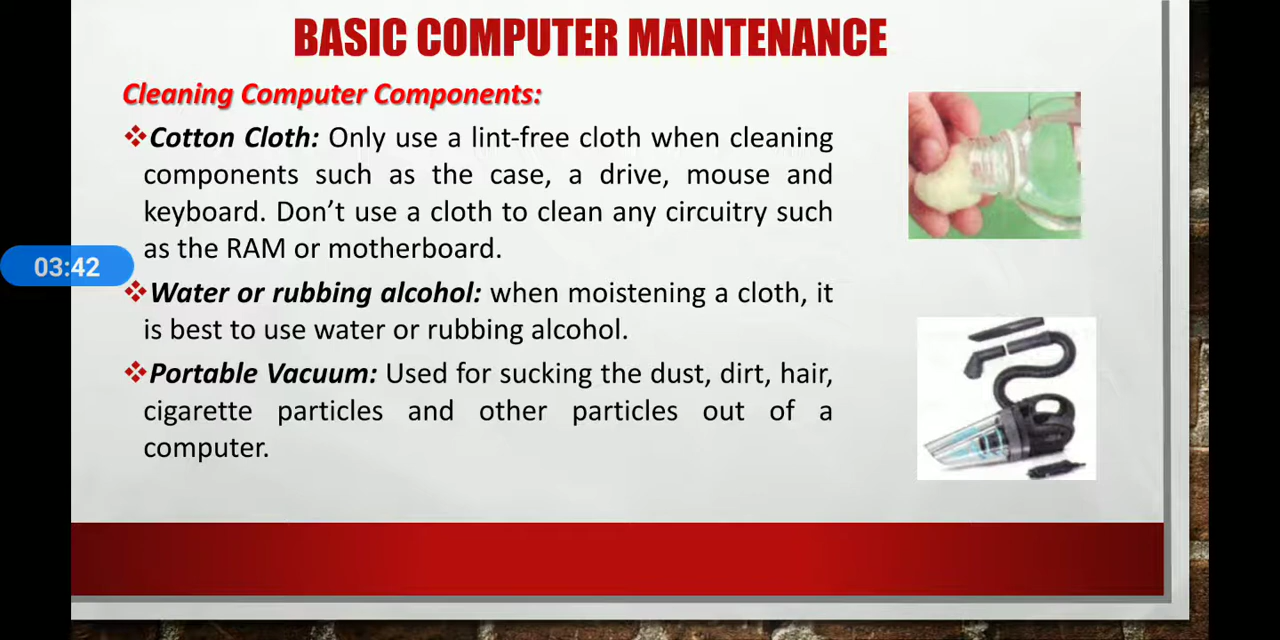 BASIC COMPUTER MAINTENANCE
Cleaning Computer Components:
❖Cotton Cloth: Only use a lint-free cloth when cleaning
components such as the case, a drive, mouse and
keyboard. Don’t use a cloth to clean any circuitry such
as the RAM or motherboard.
03:42
❖Water or rubbing alcohol: when moistening a cloth, it
is best to use water or rubbing alcohol.
❖Portable Vacuum: Used for sucking the dust, dirt, hair,
cigarette particles and other particles out of a
computer.